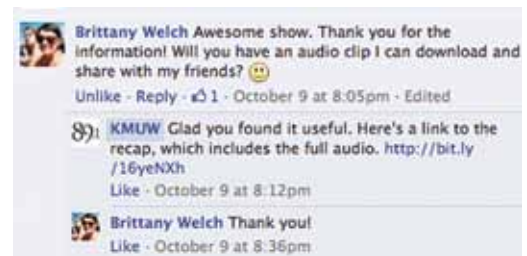 Brittany Welch Awesome show. Thank you for the
information! Will you have an audio clip I can download and
share with my friends?
Unlike · Reply · 1 · October 9 at 8:05pm · Edited
89.1 KMUW Glad you found it useful. Here's a link to the
recap, which includes the full audio. http://bit.ly
/16yeNXh
Like · October 9 at 8:12pm
Brittany Welch Thank you!
Like · October 9 at 8:36pm